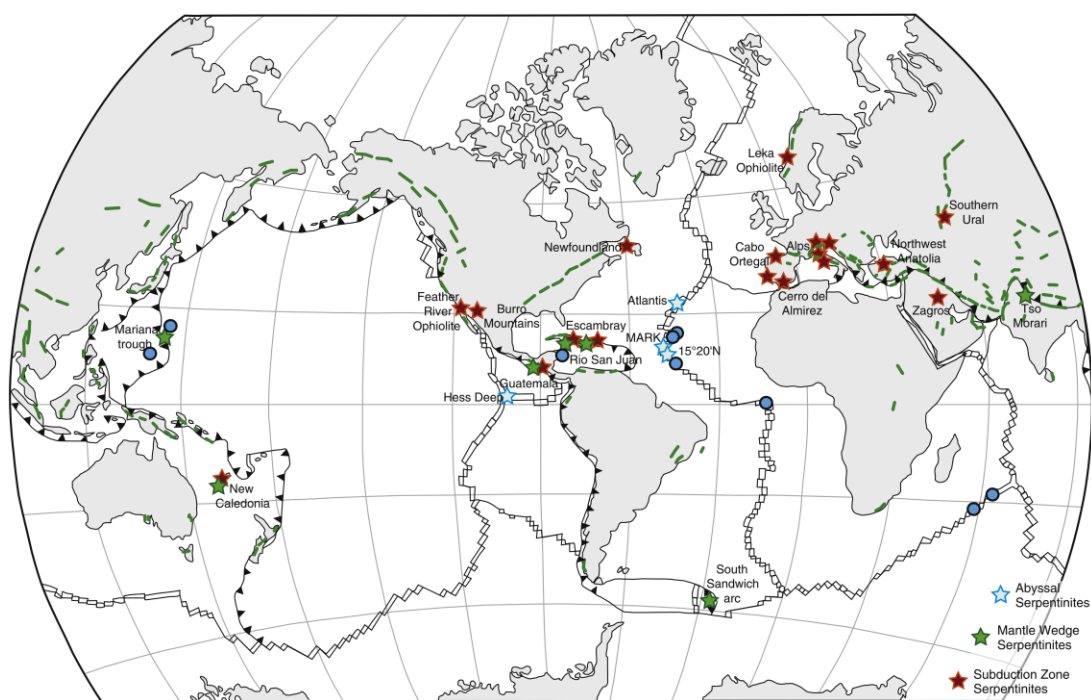 Leka
Ophiolite
Southern
Ural
Newfoundland
Cabo
Ortegal
Alps
Northwest
Anatolia
Feather
River
Ophiolite
Burro
Mountains
Atlantis
Cerro del
Almirez
Zagros
Tso
Morari
Mariana
trough
Escambray
MARK
15°20'N
Rio San Juan
Guatemala
Hess Deep
New
Caledonia
South
Sandwich
arc
Abyssal
Serpentinites
Mantle Wedge
Serpentinites
Subduction Zone
Serpentinites